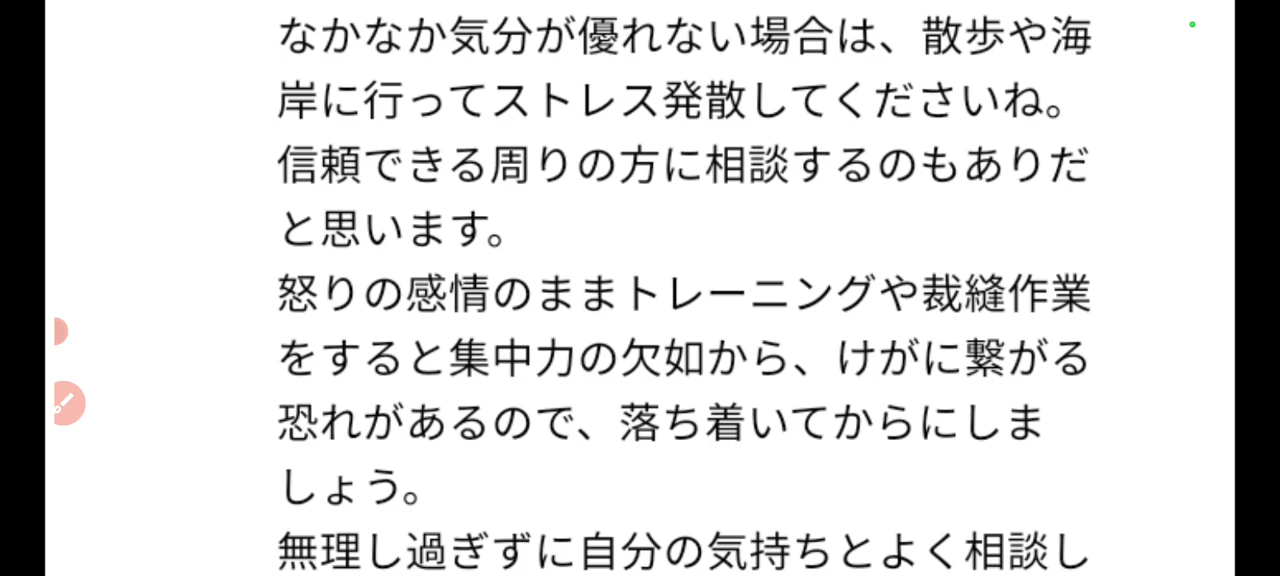 なかなか気分が優れない場合は、散歩や海
岸に行ってストレス発散してくださいね。
信頼できる周りの方に相談するのもありだ
と思います。
怒りの感情のままトレーニングや裁縫作業
をすると集中力の欠如から、けがに繋がる
恐れがあるので、落ち着いてからにしま
しょう。
無理し過ぎずに自分の気持ちとよく相談し